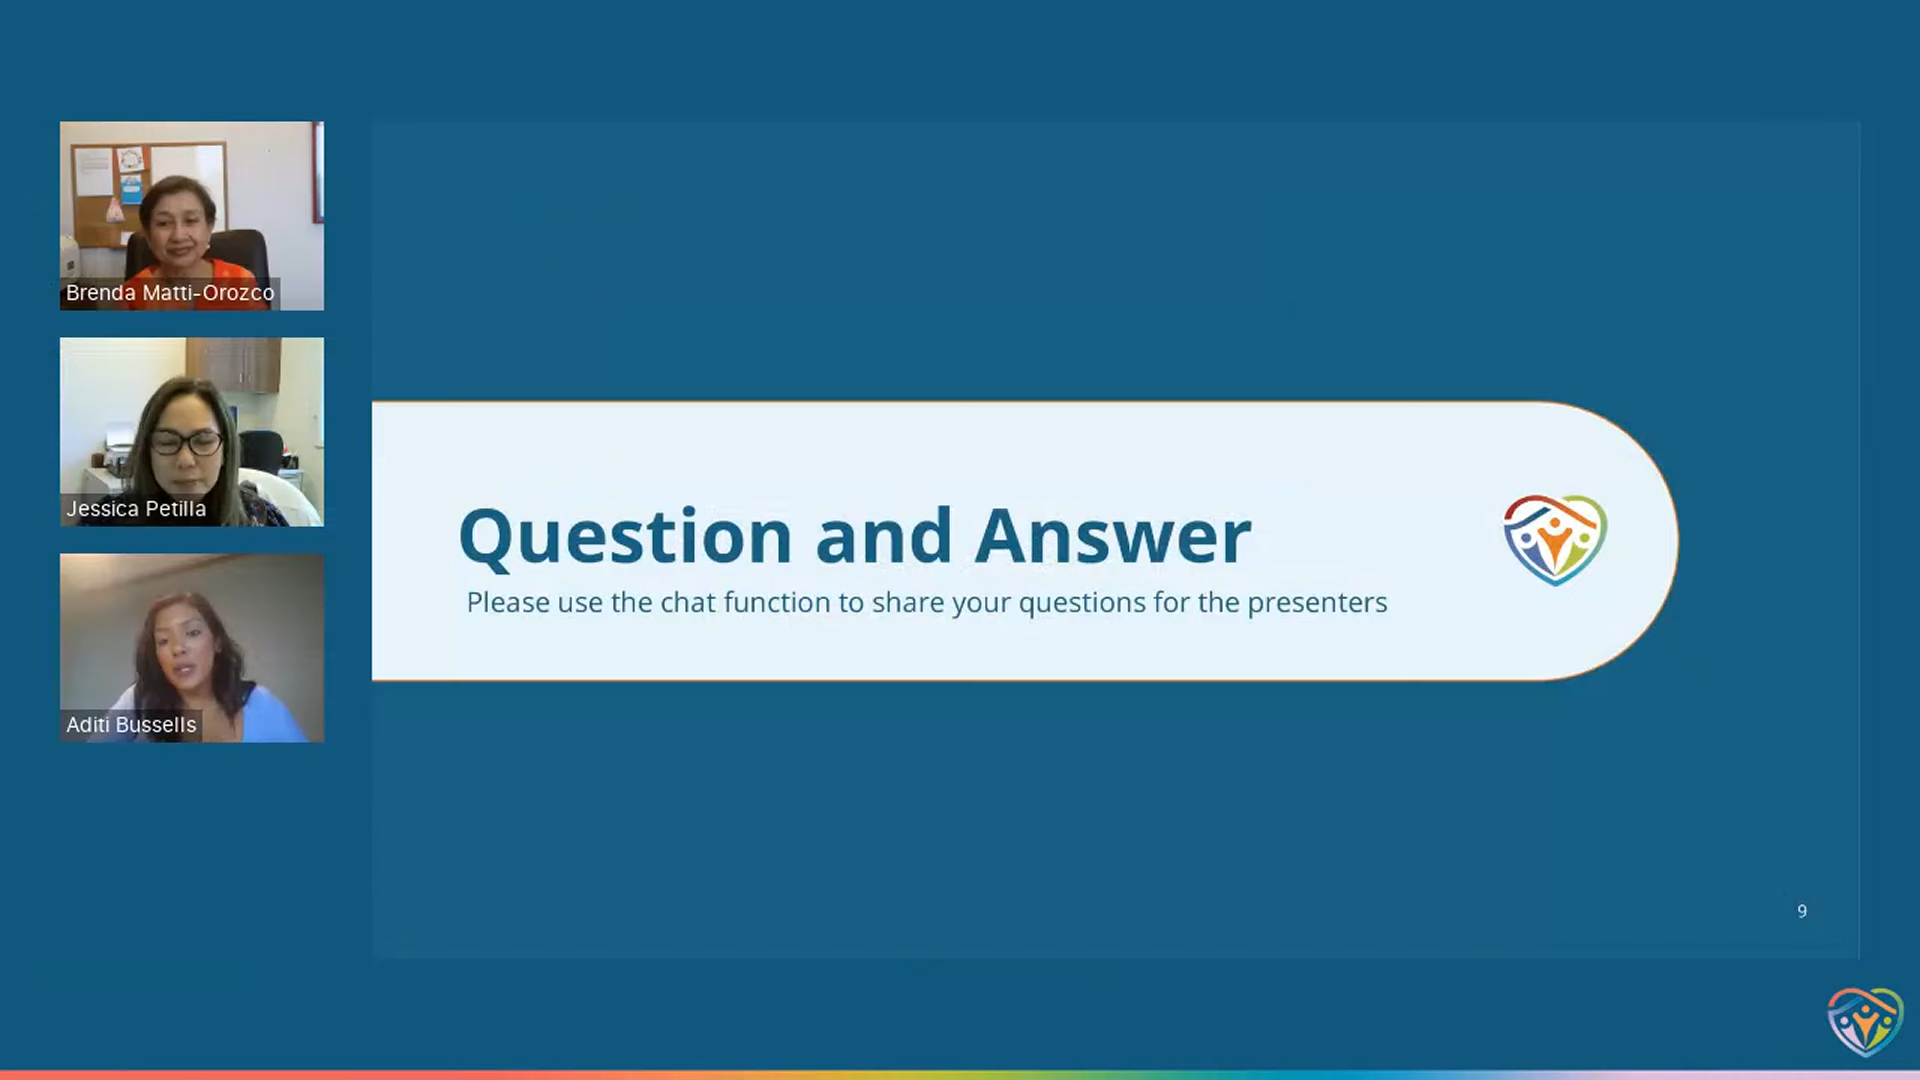 Brenda Matti-Orozco
Jessica Petilla
Aditi Bussells
Question and Answer
Please use the chat function to share your questions for the presenters
9